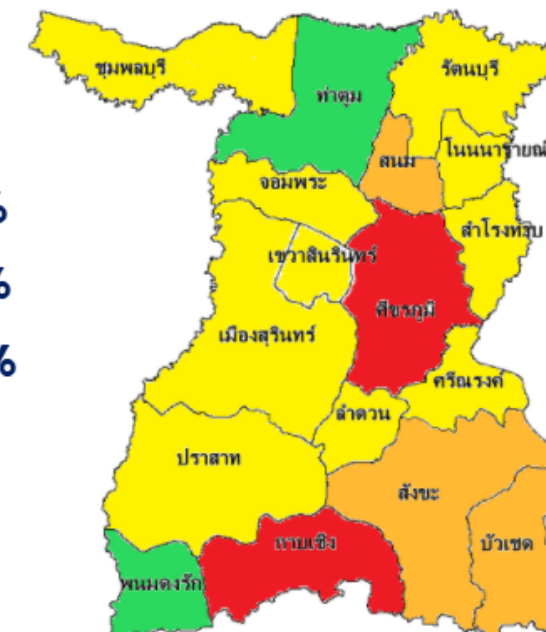 ชุมพลบุรี
ท่าตูม
รัตนบุรี
สนม
โนนนารายณ์
จอมพระ
สำโรงทาบ
เขวาสินรินทร์
ศีขรภูมิ
เมืองสุรินทร์
ศรีณรงค์
ลำดวน
ปราสาท
สังขะ
กาบเชิง
บัวเชด
พนมดงรัก
%
%
%